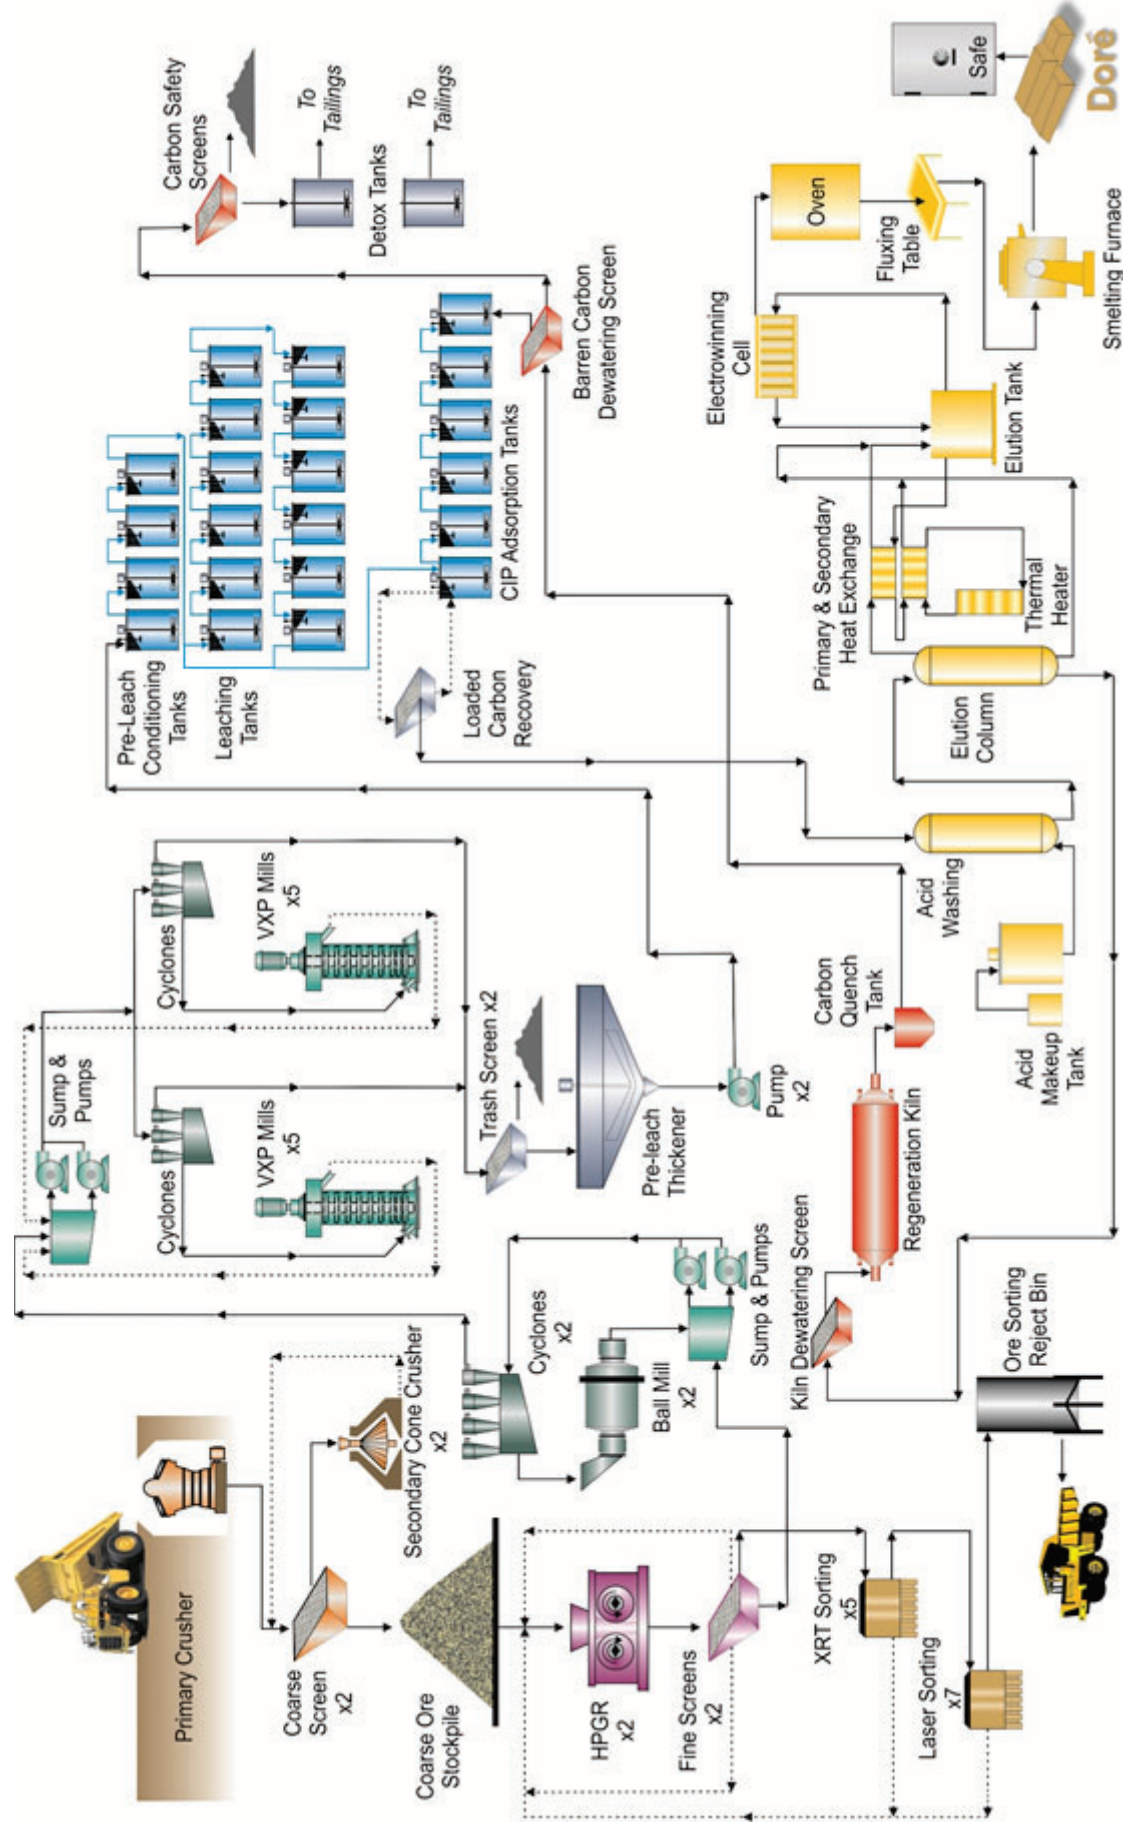 Primary Crusher
Coarse
Screen
x2
Secondary Cone Crusher
x2
Coarse Ore
Stockpile
HPGR
x2
Fine Screens
x2
XRT Sorting
x5
Laser Sorting
x7
Ore Sorting
Reject Bin
Cyclones
x2
Ball Mill
x2
Sump & Pumps
Sump &
Pumps
Cyclones
VXP Mills
x5
Cyclones
VXP Mills
x5
Trash Screen x2
Pre-leach
Thickener
Pump
x2
Pre-Leach
Conditioning
Tanks
Leaching
Tanks
Loaded
Carbon
Recovery
CIP Adsorption Tanks
Barren Carbon
Dewatering Screen
Carbon Safety
Screens
Detox Tanks
To
Tailings
To
Tailings
Kiln Dewatering Screen
Regeneration Kiln
Carbon
Quench
Tank
Acid
Makeup
Tank
Acid
Washing
Elution
Column
Primary & Secondary
Heat Exchange
Thermal
Heater
Elution Tank
Electrowinning
Cell
Oven
Fluxing
Table
Smelting Furnace
Doré
Safe